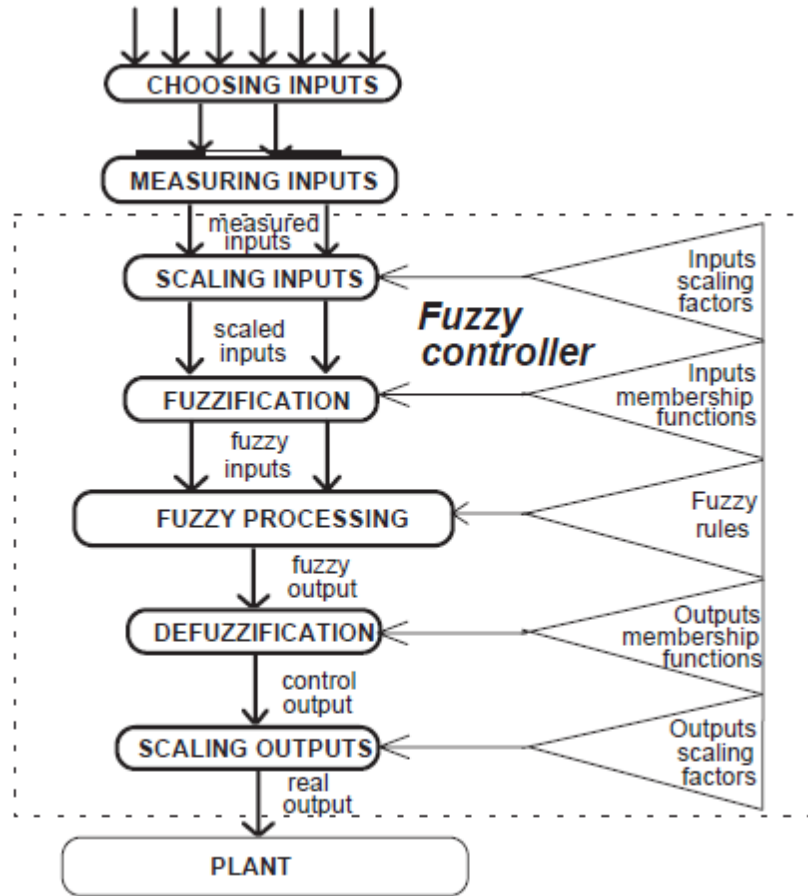 CHOOSING INPUTS
MEASURING INPUTS
measured
inputs
SCALING INPUTS
Inputs
scaling
factors
Fuzzy
controller
scaled
inputs
FUZZIFICATION
Inputs
membership
functions
fuzzy
inputs
FUZZY PROCESSING
Fuzzy
rules
fuzzy
output
DEFUZZIFICATION
Outputs
membership
functions
control
output
SCALING OUTPUTS
Outputs
scaling
factors
real
output
PLANT